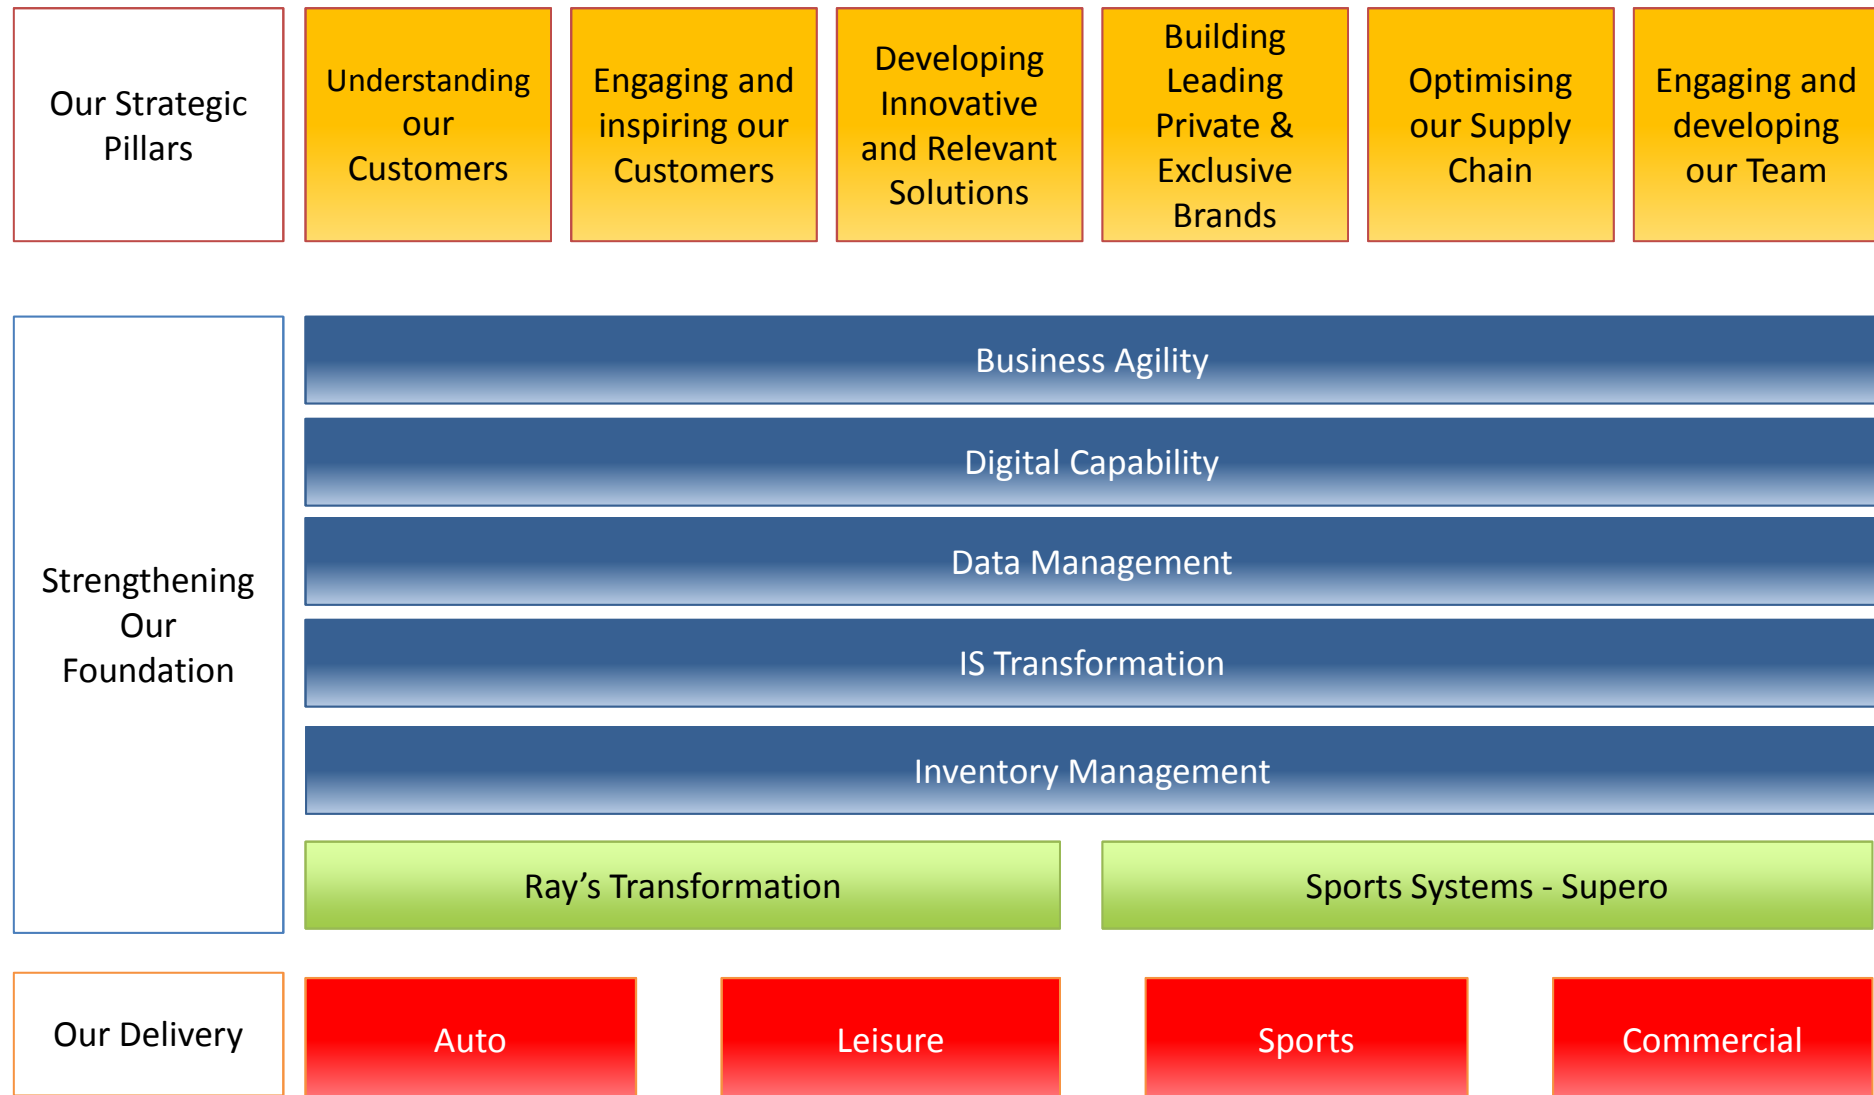 Our Strategic
Pillars
Understanding
our
Customers
Engaging and
inspiring our
Customers
Developing
Innovative
and Relevant
Solutions
Building
Leading
Private &
Exclusive
Brands
Optimising
our Supply
Chain
Engaging and
developing
our Team
Strengthening
Our
Foundation
Business Agility
Digital Capability
Data Management
IS Transformation
Inventory Management
Ray’s Transformation
Sports Systems - Supero
Our Delivery
Auto
Leisure
Sports
Commercial